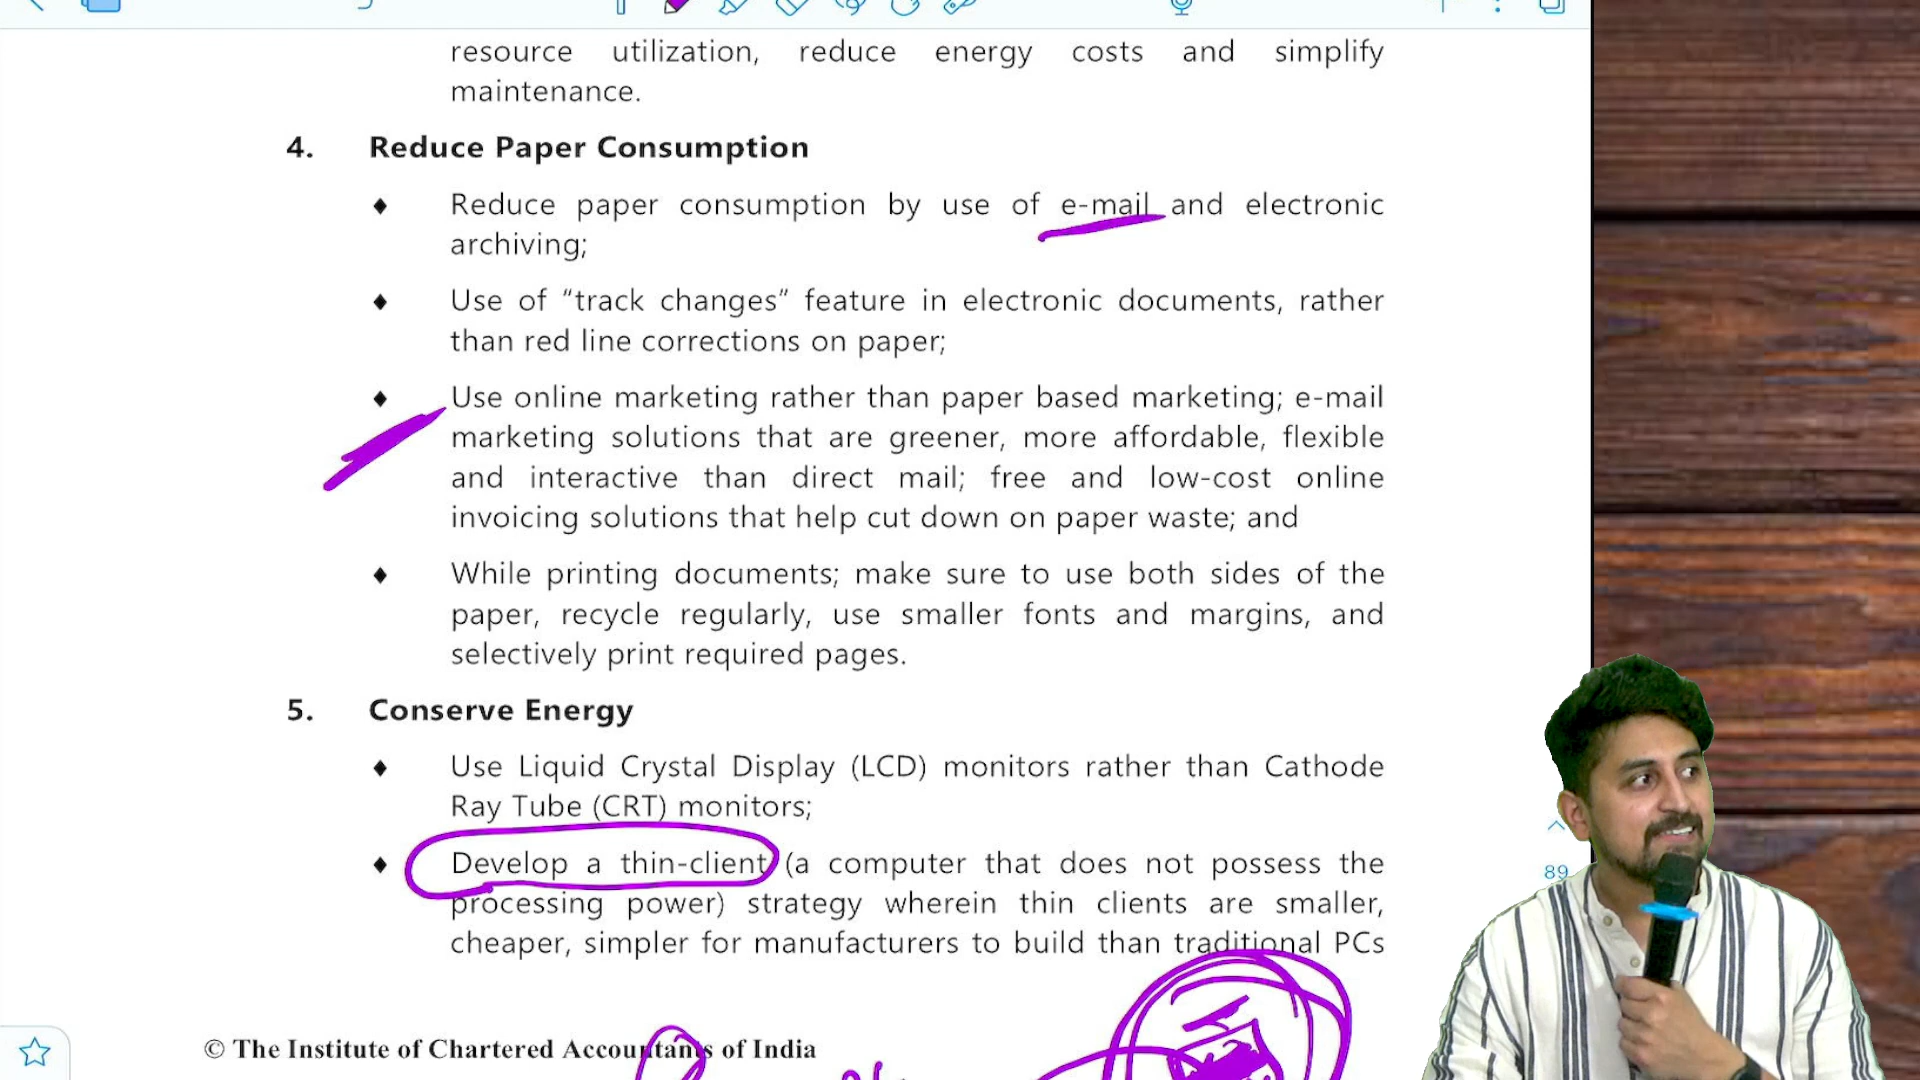 resource utilization, reduce energy costs and simplify
maintenance.
4. Reduce Paper Consumption
♦ Reduce paper consumption by use of e-mail and electronic
archiving;
♦ Use of “track changes” feature in electronic documents, rather
than red line corrections on paper;
♦ Use online marketing rather than paper based marketing; e-mail
marketing solutions that are greener, more affordable, flexible
and interactive than direct mail; free and low-cost online
invoicing solutions that help cut down on paper waste; and
♦ While printing documents; make sure to use both sides of the
paper, recycle regularly, use smaller fonts and margins, and
selectively print required pages.
5. Conserve Energy
♦ Use Liquid Crystal Display (LCD) monitors rather than Cathode
Ray Tube (CRT) monitors;
♦ Develop a thin-client (a computer that does not possess the
processing power) strategy wherein thin clients are smaller,
cheaper, simpler for manufacturers to build than traditional PCs
89
© The Institute of Chartered Accountants of India